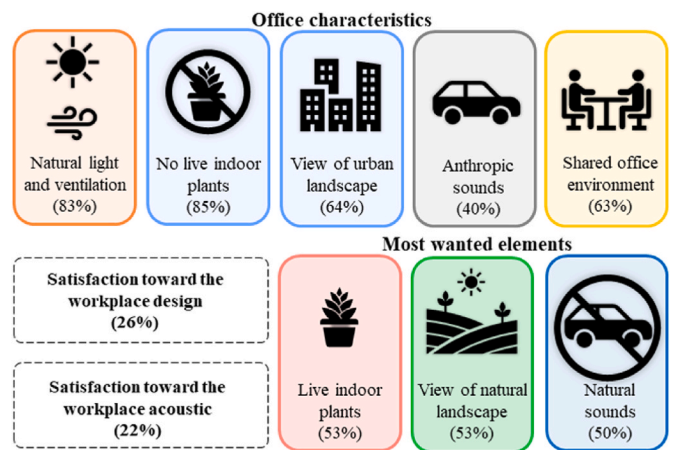 Office characteristics
Natural light
and ventilation
(83%)
No live indoor
plants
(85%)
View of urban
landscape
(64%)
Anthropic
sounds
(40%)
Shared office
environment
(63%)
Most wanted elements
Satisfaction toward the
workplace design
(26%)
Satisfaction toward the
workplace acoustic
(22%)
Live indoor
plants
(53%)
View of natural
landscape
(53%)
Natural
sounds
(50%)